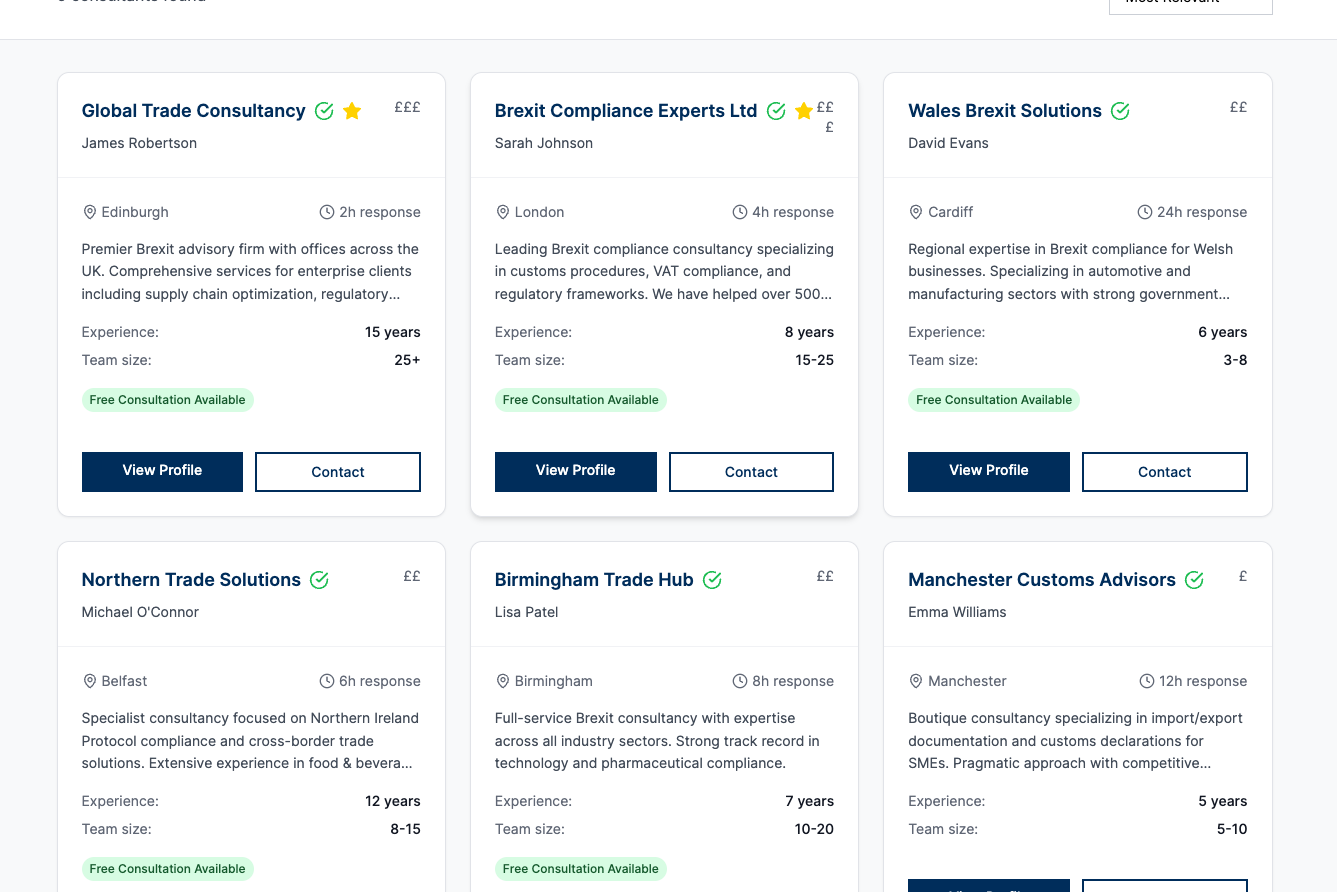 consultants found
Most Relevant
Global Trade Consultancy £££
James Robertson
Edinburgh 2h response
Premier Brexit advisory firm with offices across the
UK. Comprehensive services for enterprise clients
including supply chain optimization, regulatory...
Experience: 15 years
Team size: 25+
Free Consultation Available
View Profile Contact
Brexit Compliance Experts Ltd ££
£
Sarah Johnson
London 4h response
Leading Brexit compliance consultancy specializing
in customs procedures, VAT compliance, and
regulatory frameworks. We have helped over 500...
Experience: 8 years
Team size: 15-25
Free Consultation Available
View Profile Contact
Wales Brexit Solutions ££
David Evans
Cardiff 24h response
Regional expertise in Brexit compliance for Welsh
businesses. Specializing in automotive and
manufacturing sectors with strong government...
Experience: 6 years
Team size: 3-8
Free Consultation Available
View Profile Contact
Northern Trade Solutions ££
Michael O'Connor
Belfast 6h response
Specialist consultancy focused on Northern Ireland
Protocol compliance and cross-border trade
solutions. Extensive experience in food & bevera...
Experience: 12 years
Team size: 8-15
Free Consultation Available
Birmingham Trade Hub ££
Lisa Patel
Birmingham 8h response
Full-service Brexit consultancy with expertise
across all industry sectors. Strong track record in
technology and pharmaceutical compliance.
Experience: 7 years
Team size: 10-20
Free Consultation Available
Manchester Customs Advisors £
Emma Williams
Manchester 12h response
Boutique consultancy specializing in import/export
documentation and customs declarations for
SMEs. Pragmatic approach with competitive...
Experience: 5 years
Team size: 5-10